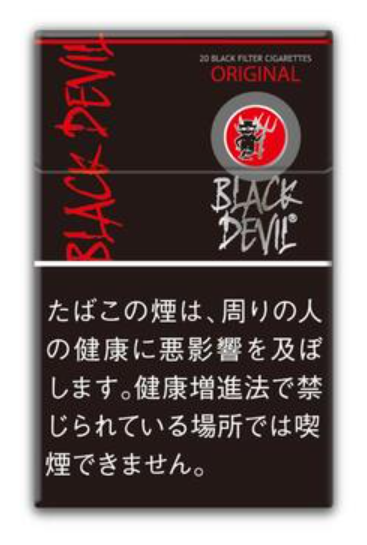 BLACK DEVIL
20 BLACK FILTER CIGARETTES
ORIGINAL
BLACK
DEVIL®
たばこの煙は、周りの人
の健康に悪影響を及ぼ
します。健康増進法で禁
じられている場所では喫
煙できません。